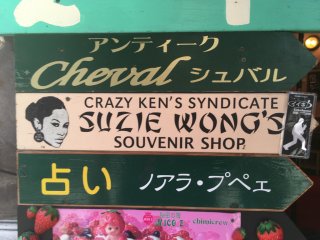 アンティーク
Cheval シュバル
CRAZY KEN'S SYNDICATE
SUZIE WONG'S
SOUVENIR SHOP
占い ノアラ・プペェ
chimicrew